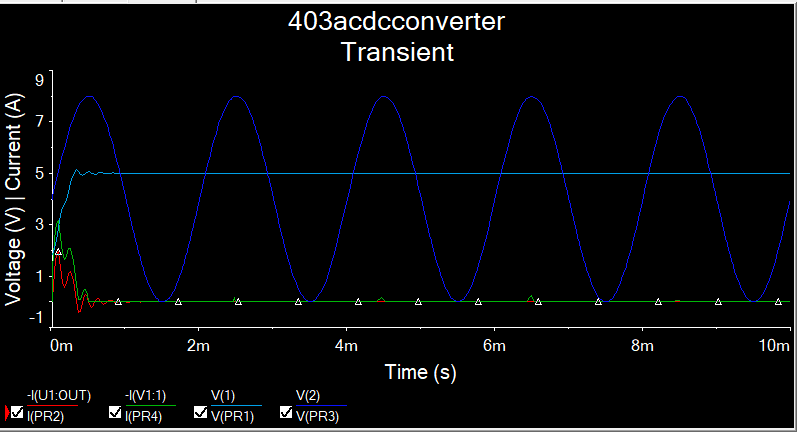 403acdcconverter
Transient
Voltage (V) | Current (A)
9
7
5
3
1
-1
0m 2m 4m 6m 8m 10m
Time (s)
-I(U1:OUT) -I(V1:1) V(1) V(2)
I(PR2) I(PR4) V(PR1) V(PR3)